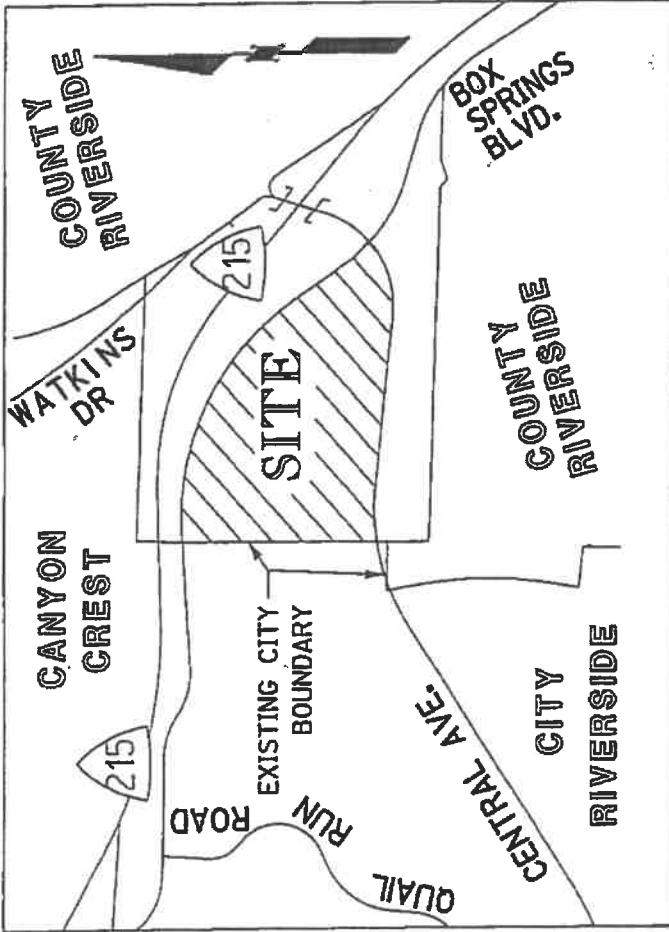 COUNTY
RIVERSIDE
BOX
SPRINGS
BLVD.
215
WATKINS
DR
SITE
COUNTY
RIVERSIDE
CANYON
CREST
EXISTING CITY
BOUNDARY
215
QUAIL
RUN
ROAD
CENTRAL AVE.
CITY
RIVERSIDE